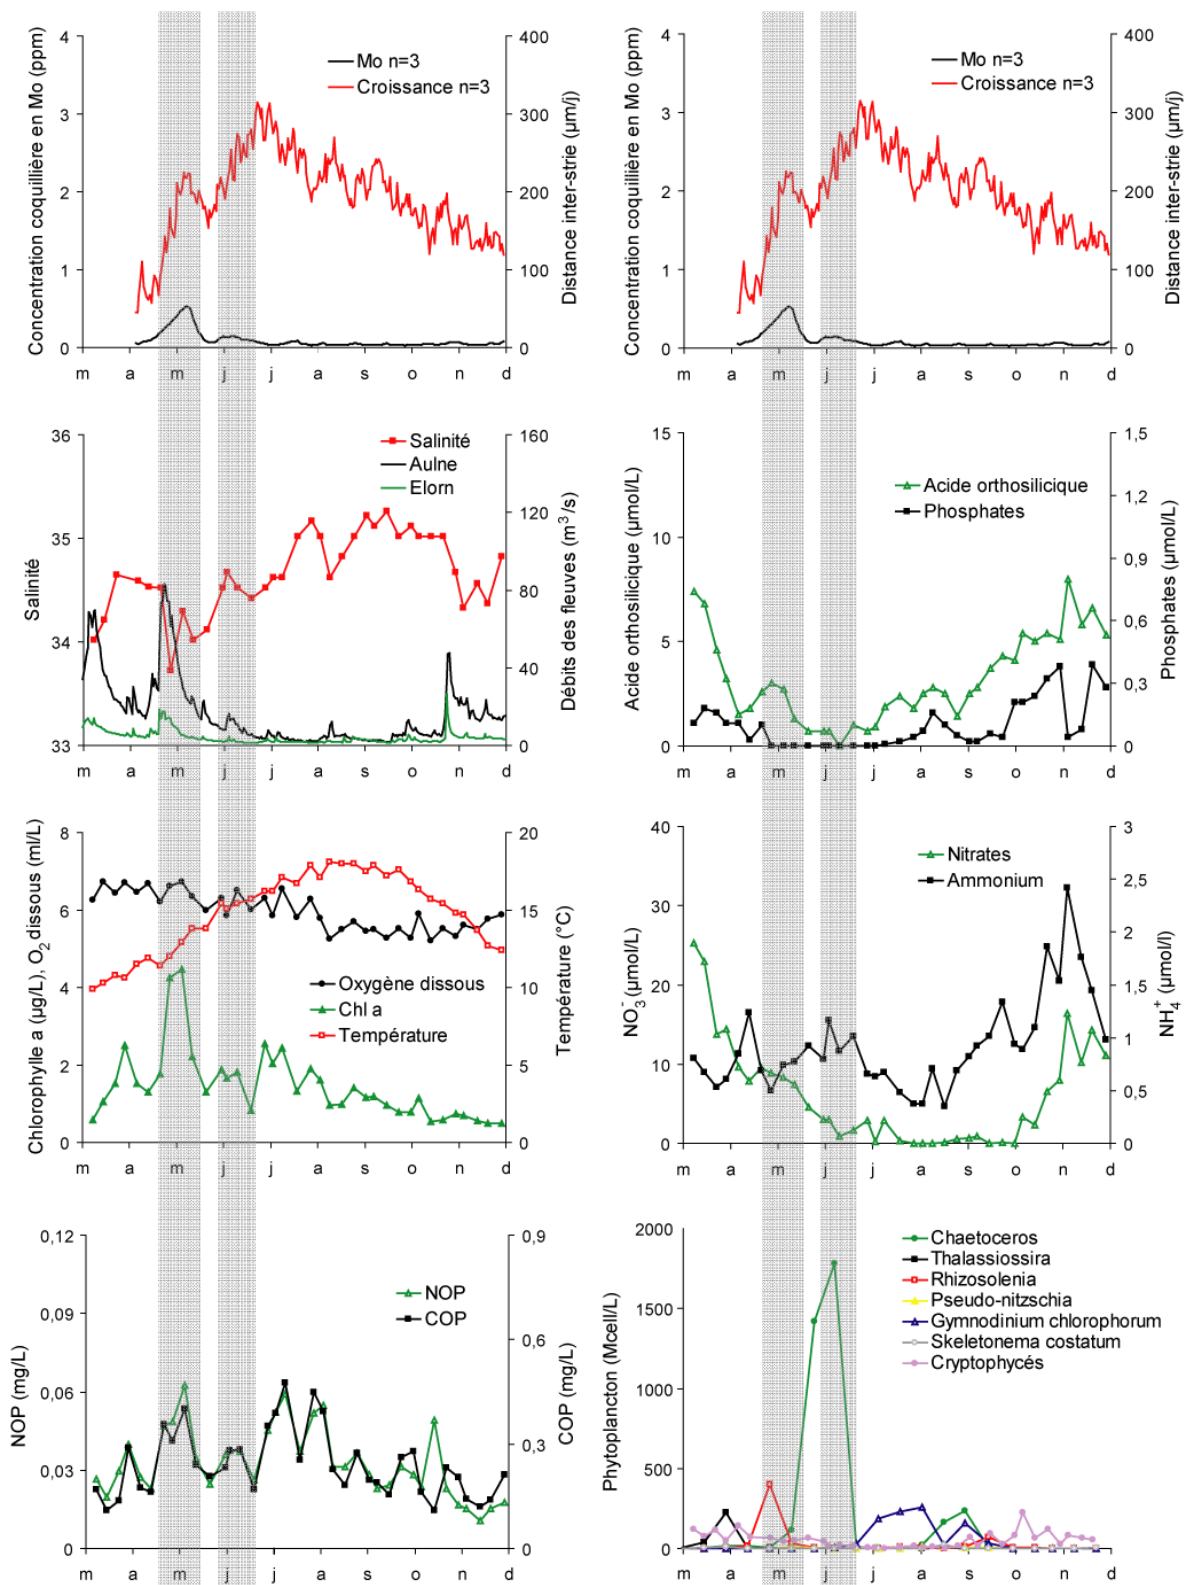 Concentration coquillière en Mo (ppm)
4
3
2
1
0
Mo n=3
Croissance n=3
400
300
200
100
0
Distance inter-strie (µm/j)
m a m j j a s o n d
Concentration coquillière en Mo (ppm)
4
3
2
1
0
Mo n=3
Croissance n=3
400
300
200
100
0
Distance inter-strie (µm/j)
m a m j j a s o n d
Salinité
36
35
34
33
Salinité
Aulne
Elorn
160
120
80
40
0
Débits des fleuves (m³/s)
m a m j j a s o n d
Acide orthosilicique (µmol/L)
15
10
5
0
Acide orthosilicique
Phosphates
1,5
1,2
0,9
0,6
0,3
0
Phosphates (µmol/L)
m a m j j a s o n d
Chlorophylle a (µg/L), O₂ dissous (ml/L)
8
6
4
2
0
Oxygène dissous
Chl a
Température
20
15
10
5
0
Température (°C)
m a m j j a s o n d
NO₃⁻ (µmol/L)
40
30
20
10
0
Nitrates
Ammonium
3
2,5
2
1,5
1
0,5
0
NH₄⁺ (µmol/l)
m a m j j a s o n d
NOP (mg/L)
0,12
0,09
0,06
0,03
0
NOP
COP
0,9
0,6
0,3
0
COP (mg/L)
m a m j j a s o n d
Phytoplancton (Mcell/L)
2000
1500
1000
500
0
Chaetoceros
Thalassiossira
Rhizosolenia
Pseudo-nitzschia
Gymnodinium chlorophorum
Skeletonema costatum
Cryptophycés
m a m j j a s o n d